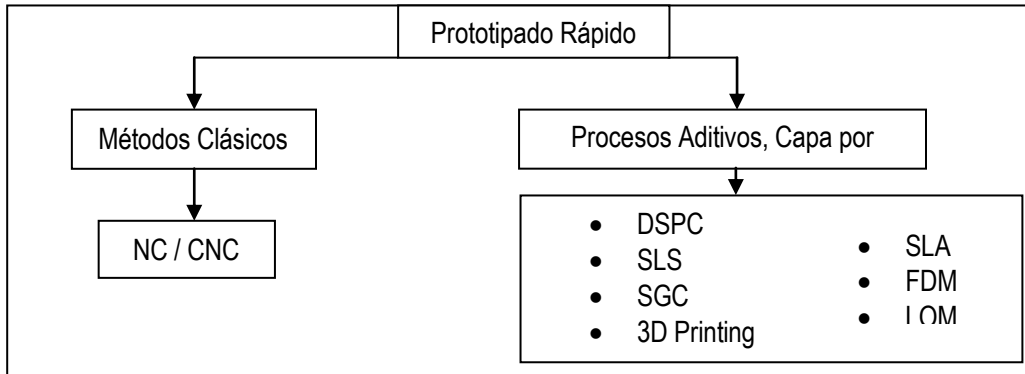 Prototipado Rápido
Métodos Clásicos
Procesos Aditivos, Capa por
NC / CNC
• DSPC
• SLS
• SGC
• 3D Printing
• SLA
• FDM
• LOM